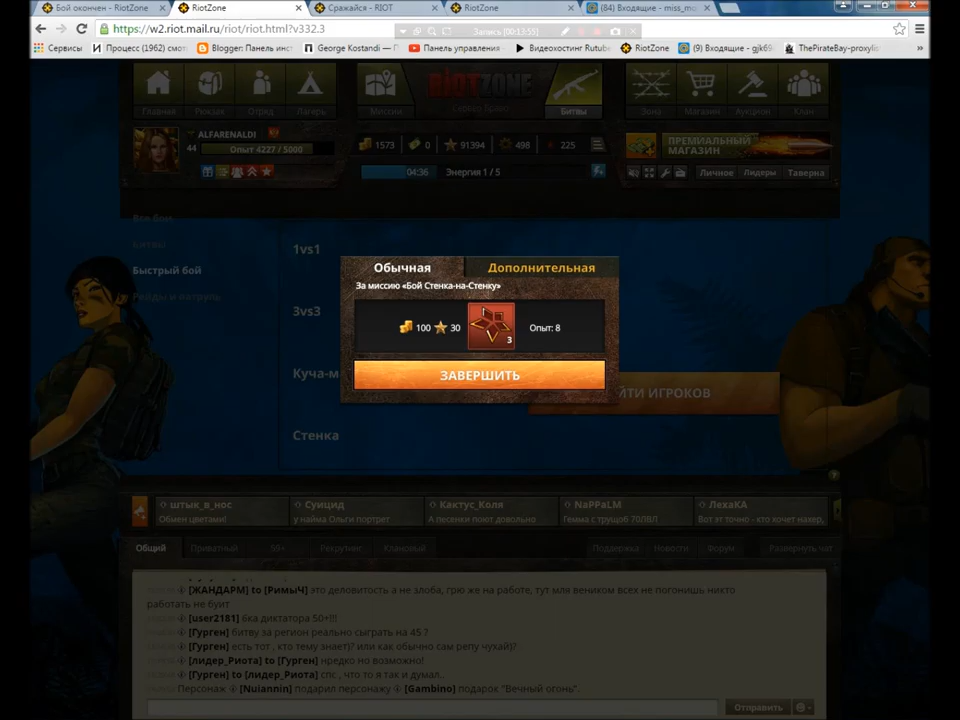 Бой окончен - RiotZone
RiotZone
Сражайся - RIOT
RiotZone
(84) Входящие - miss_mo
https://w2.riot.mail.ru/riot/riot.html?v332.3
Запись [00:13:55]
Сервисы
Процесс (1962) смот
Blogger: Панель инст
George Kostandi — Г
Панель управления -
Видеохостинг Rutube
RiotZone
(9) Входящие - gjk69
ThePirateBay-proxylis
Главная
Рюкзак
Отряд
Лагерь
Миссии
RIOTZONE
Сервер Браво
Битвы
Зона
Магазин
Аукцион
Клан
ALFARENALDI
44
Опыт 4227 / 5000
1573
0
91,394
498
225
04:36
Энергия 1 / 5
ПРЕМИАЛЬНЫЙ
МАГАЗИН
Личное
Лидеры
Таверна
Все бои
Битвы
Быстрый бой
Рейды и патруль
1vs1
3vs3
Куча-м
Стенка
ЙТИ ИГРОКОВ
Обычная
Дополнительная
За миссию «Бой Стенка-на-Стенку»
100
30
3
Опыт: 8
ЗАВЕРШИТЬ
штык_в_нос
Обмен цветами!
Суицид
у найма Ольги портрет
Кактус_Коля
А песенки поют довольно
NaPPaLM
Гемма с трущоб 70ЛВЛ
ЛехаКА
Вот эт точно - кто хочет накер,
Общий
Приватный
55+
Рекрутинг
Клановый
Поддержка
Новости
Форум
Развернуть чат
[ЖАНДАРМ] to [РимыЧ] это деловитость а не злоба, грю же на работе, тут мля веником всех не погонишь никто
работать не буит
[user2181] бка диктатора 50+!!!
[Гурген] битву за регион реально сыграть на 45 ?
[Гурген] есть тот , кто тему знает)? или как обычно сам репу чухай)?
[лидер_Риота] to [Гурген] нредко но возможно!
[Гурген] to [лидер_Риота] спс , что то я так и думал..
Персонаж [Nuiannin] подарил персонажу [Gambino] подарок "Вечный огонь".
Отправить